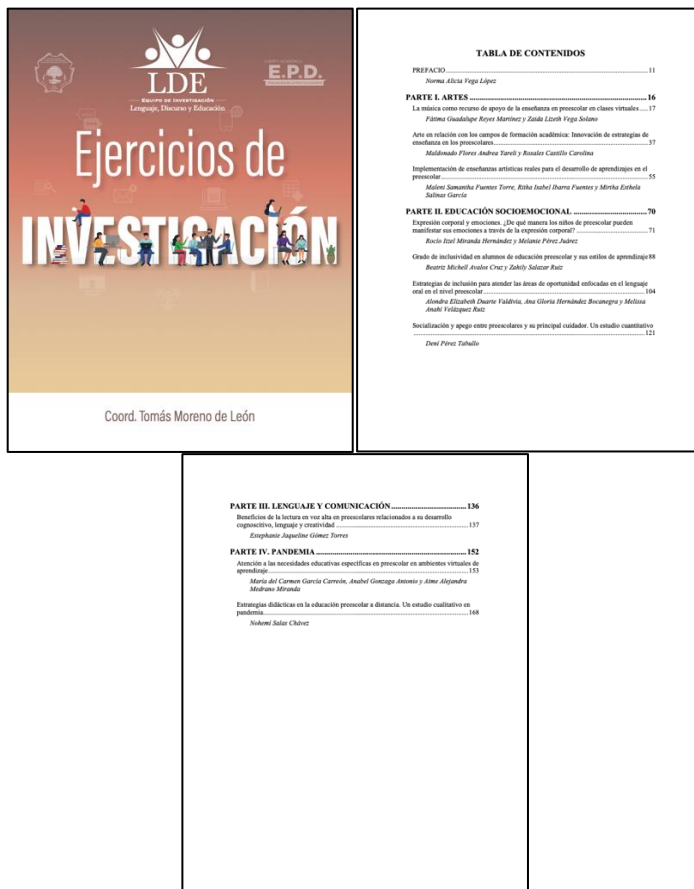 LDE
EQUIPO DE INVESTIGACIÓN
Lenguaje, Discurso y Educación
E.P.D.
Ejercicios de
INVESTIGACIÓN
Coord. Tomás Moreno de León
TABLA DE CONTENIDOS
PREFACIO...11
Norma Alicia Vega López
PARTE I. ARTES...16
La música como recurso de apoyo de la enseñanza en preescolar en clases virtuales...17
Fátima Guadalupe Reyes Martínez y Zaida Lizeth Vega Solano
Arte en relación con los campos de formación académica: Innovación de estrategias de
enseñanza en los preescolares...37
Maldonado Flores Andrea Yareli y Rosales Castillo Carolina
Implementación de enseñanzas artísticas reales para el desarrollo de aprendizajes en el
preescolar...55
Maleni Samantha Fuentes Torre, Ritha Isabel Ibarra Fuentes y Mirtha Esthela
Salinas García
PARTE II. EDUCACIÓN SOCIOEMOCIONAL...70
Expresión corporal y emociones. ¿De qué manera los niños de preescolar pueden
manifestar sus emociones a través de la expresión corporal?...71
Rocío Itzel Miranda Hernández y Melanie Pérez Juárez
Grado de inclusividad en alumnos de educación preescolar y sus estilos de aprendizaje88
Beatriz Michell Avalos Cruz y Zahily Salazar Ruiz
Estrategias de inclusión para atender las áreas de oportunidad enfocadas en el lenguaje
oral en el nivel preescolar...104
Alondra Elizabeth Duarte Valdivia, Ana Gloria Hernández Bocanegra y Melissa
Anahí Velázquez Ruiz
Socialización y apego entre preescolares y su principal cuidador. Un estudio cuantitativo
...121
Deni Pérez Tabullo
PARTE III. LENGUAJE Y COMUNICACIÓN...136
Beneficios de la lectura en voz alta en preescolares relacionados a su desarrollo
cognoscitivo, lenguaje y creatividad...137
Estephanie Jaqueline Gómez Torres
PARTE IV. PANDEMIA...152
Atención a las necesidades educativas específicas en preescolar en ambientes virtuales de
aprendizaje...153
María del Carmen García Carreón, Anabel Gonzaga Antonio y Aime Alejandra
Medrano Miranda
Estrategias didácticas en la educación preescolar a distancia. Un estudio cualitativo en
pandemia...168
Nohemí Salas Chávez